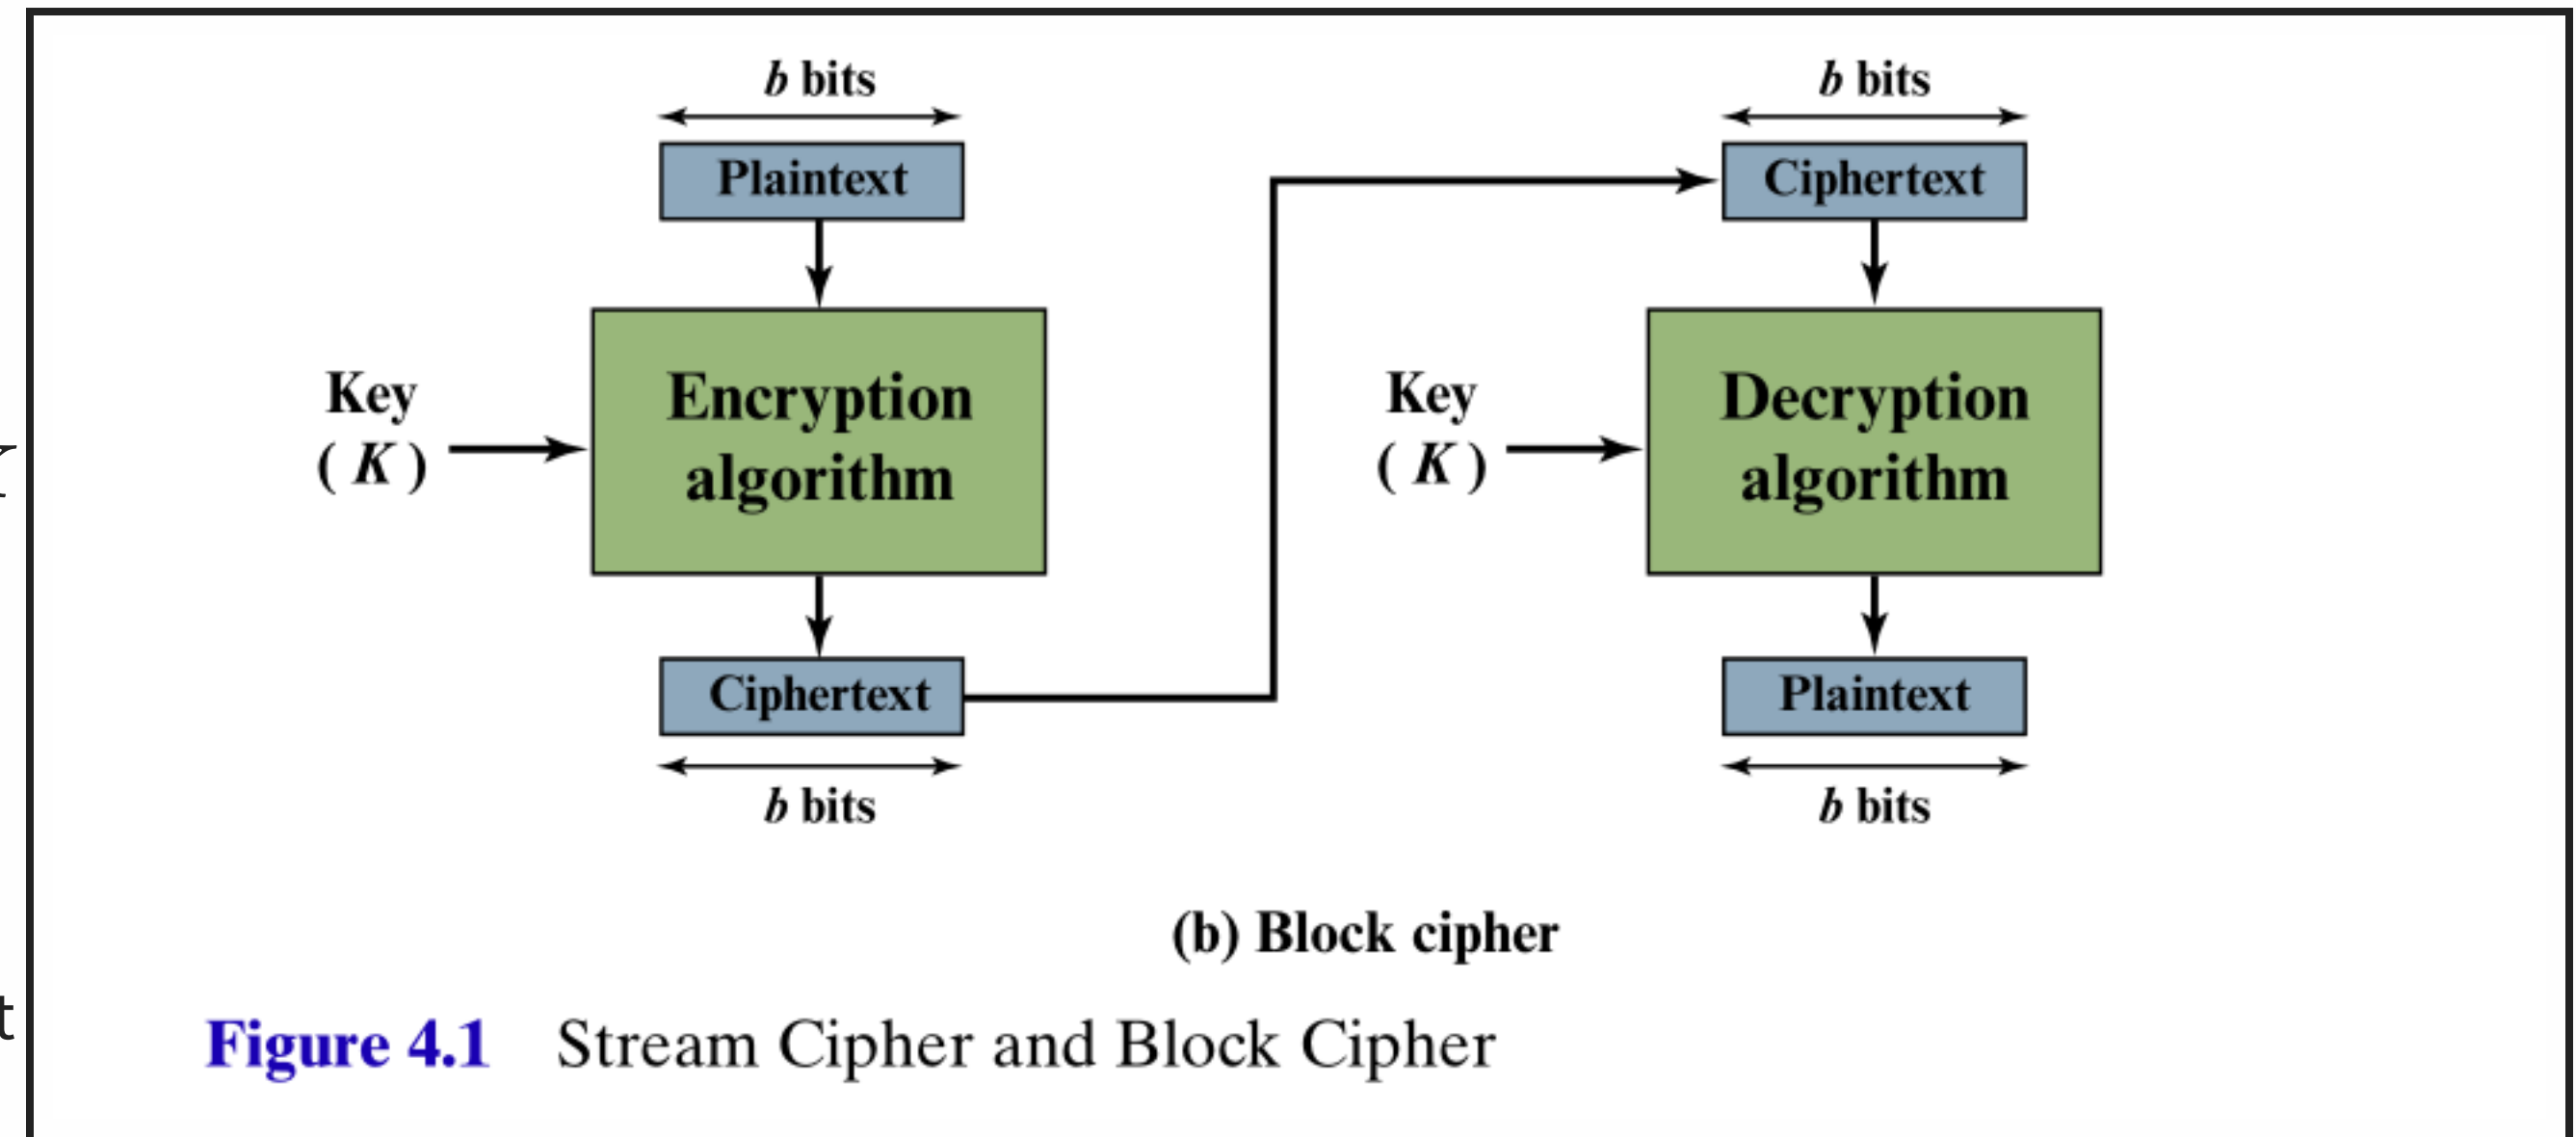 b bits
Plaintext
Key
( K )
Encryption
algorithm
Ciphertext
b bits
b bits
Ciphertext
Key
( K )
Decryption
algorithm
Plaintext
b bits
(b) Block cipher
Figure 4.1 Stream Cipher and Block Cipher
t